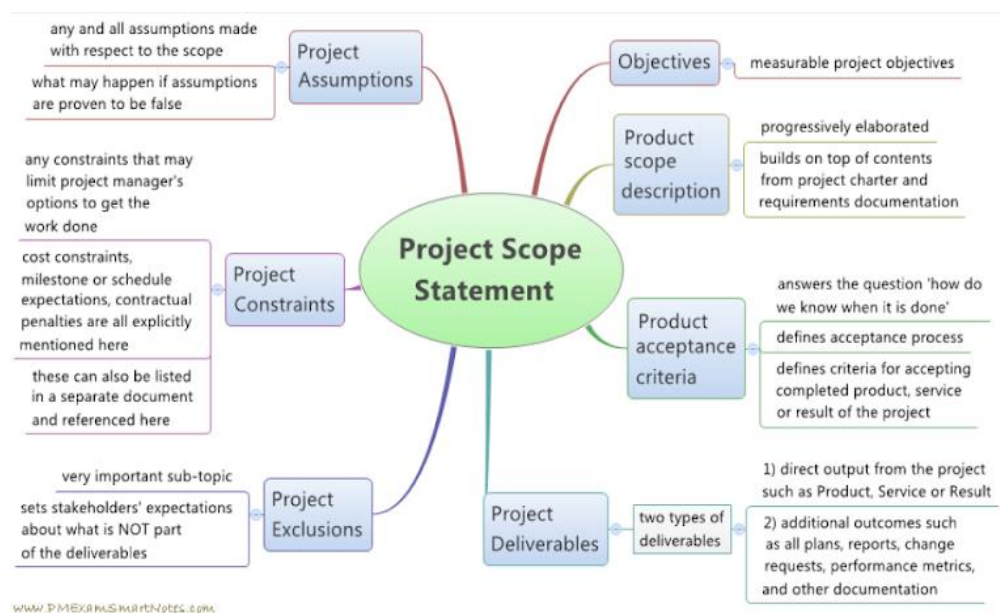 Project Scope
Statement
Objectives
measurable project objectives
Product
scope
description
progressively elaborated
builds on top of contents
from project charter and
requirements documentation
Product
acceptance
criteria
answers the question 'how do
we know when it is done'
defines acceptance process
defines criteria for accepting
completed product, service
or result of the project
Project
Deliverables
two types of
deliverables
1) direct output from the project
such as Product, Service or Result
2) additional outcomes such
as all plans, reports, change
requests, performance metrics,
and other documentation
Project
Exclusions
very important sub-topic
sets stakeholders' expectations
about what is NOT part
of the deliverables
Project
Constraints
any constraints that may
limit project manager's
options to get the
work done
cost constraints,
milestone or schedule
expectations, contractual
penalties are all explicitly
mentioned here
these can also be listed
in a separate document
and referenced here
Project
Assumptions
any and all assumptions made
with respect to the scope
what may happen if assumptions
are proven to be false
www.PMExamSmartNotes.com